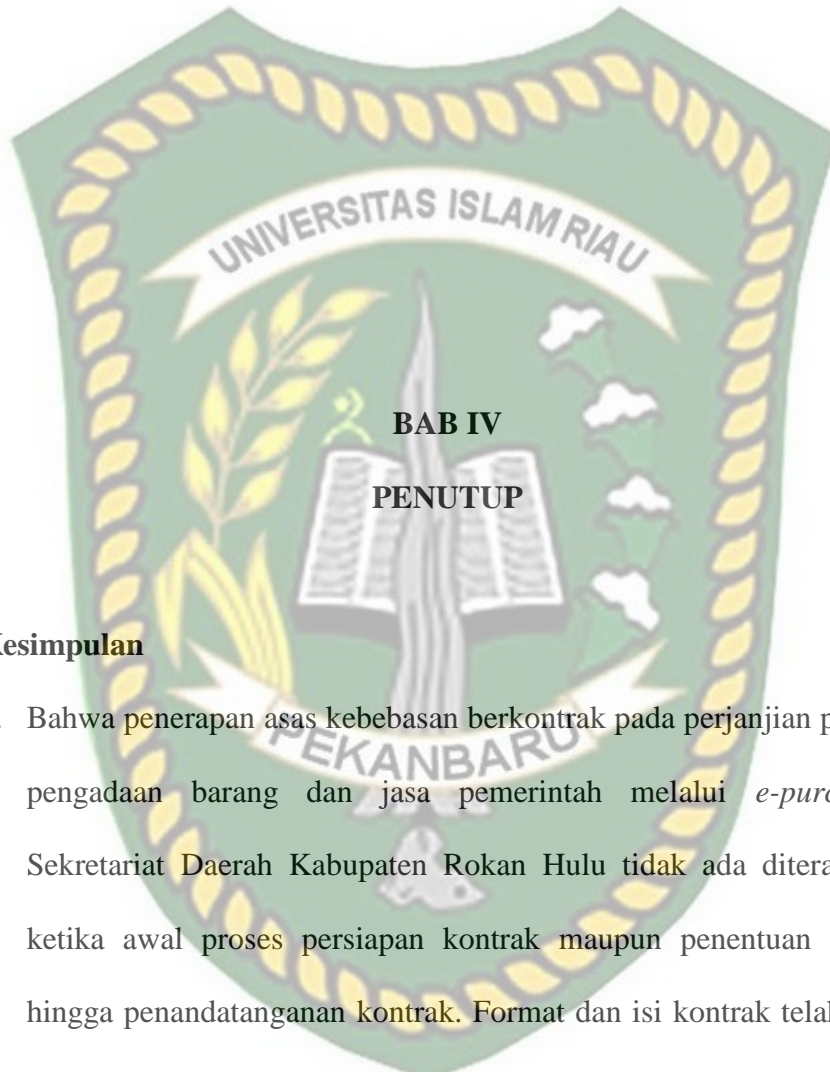 UNIVERSITAS ISLAM RIAU
BAB IV
PENUTUP
Kesimpulan
Bahwa penerapan asas kebebasan berkontrak pada perjanjian p
PEKANBARU
pengadaan barang dan jasa pemerintah melalui e-purc
Sekretariat Daerah Kabupaten Rokan Hulu tidak ada ditera
ketika awal proses persiapan kontrak maupun penentuan
hingga penandatanganan kontrak. Format dan isi kontrak telah